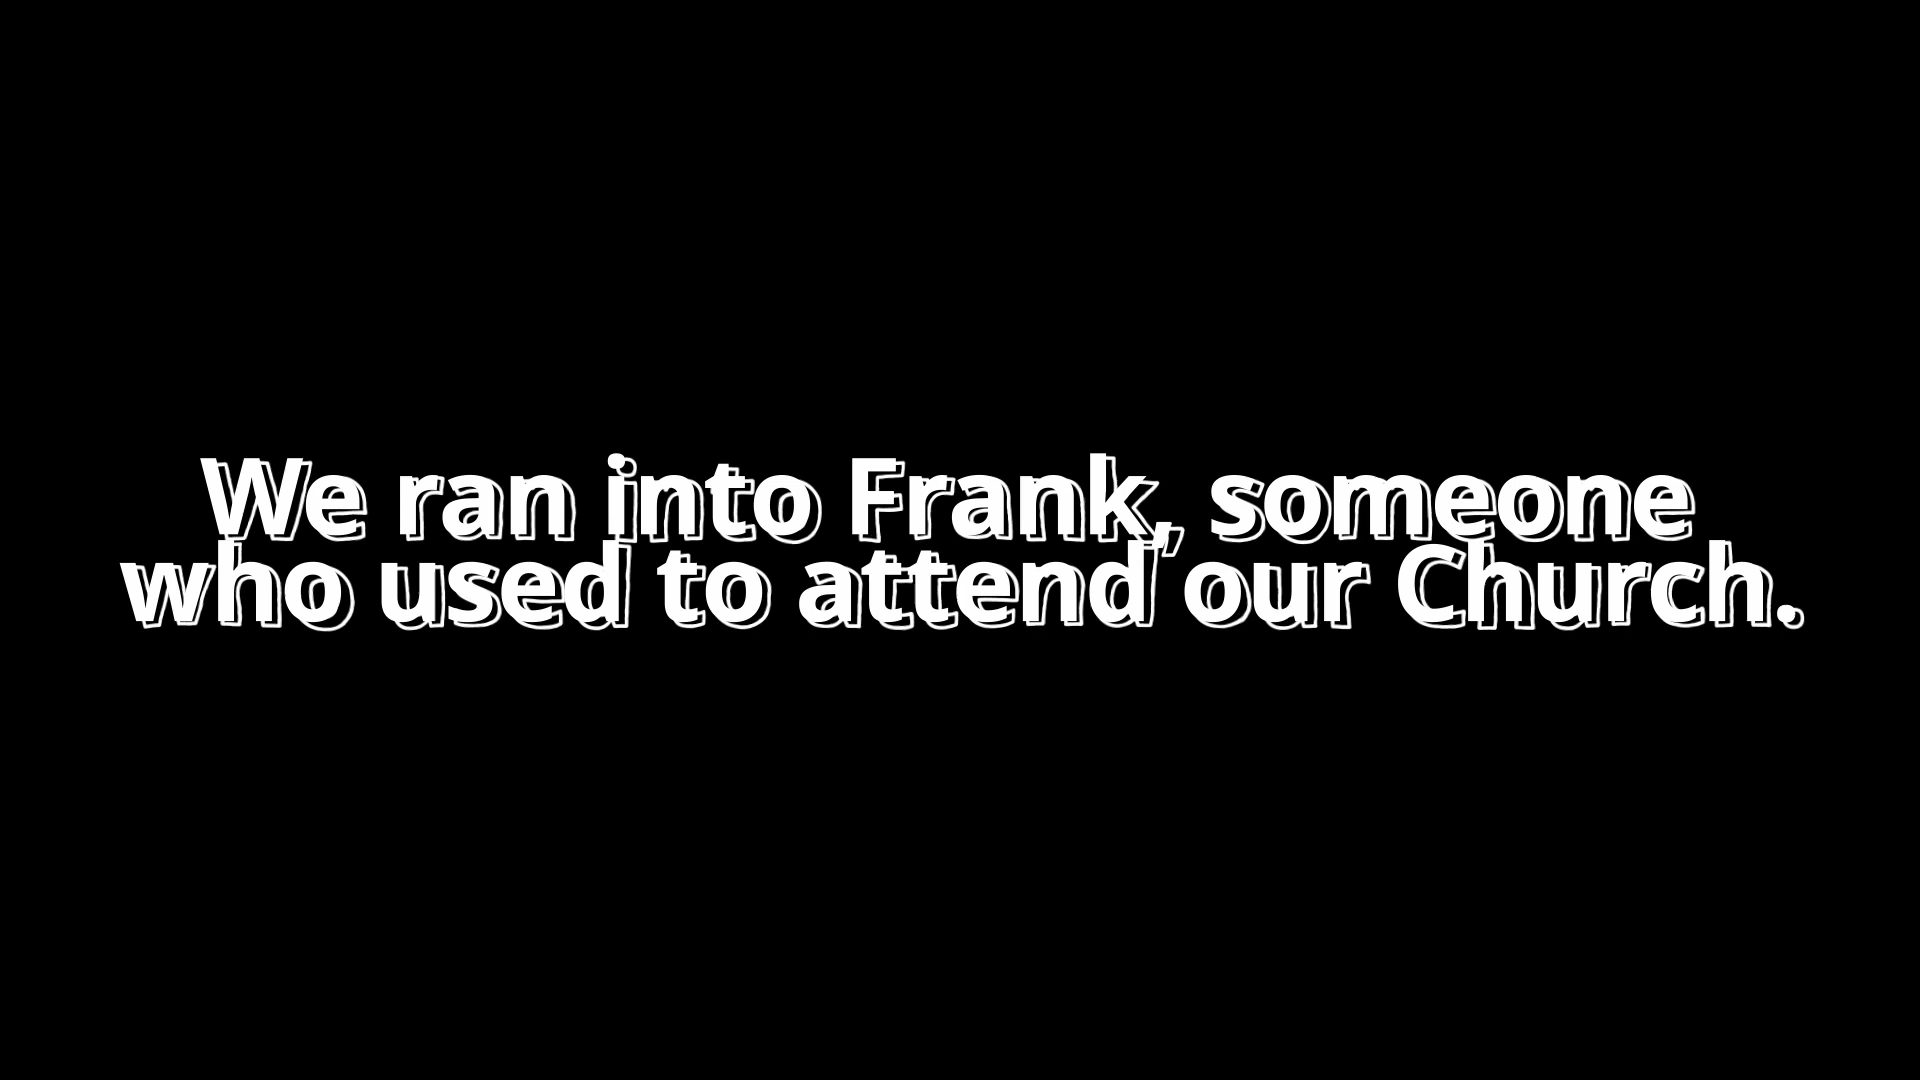 We ran into Frank, someone
who used to attend our Church.